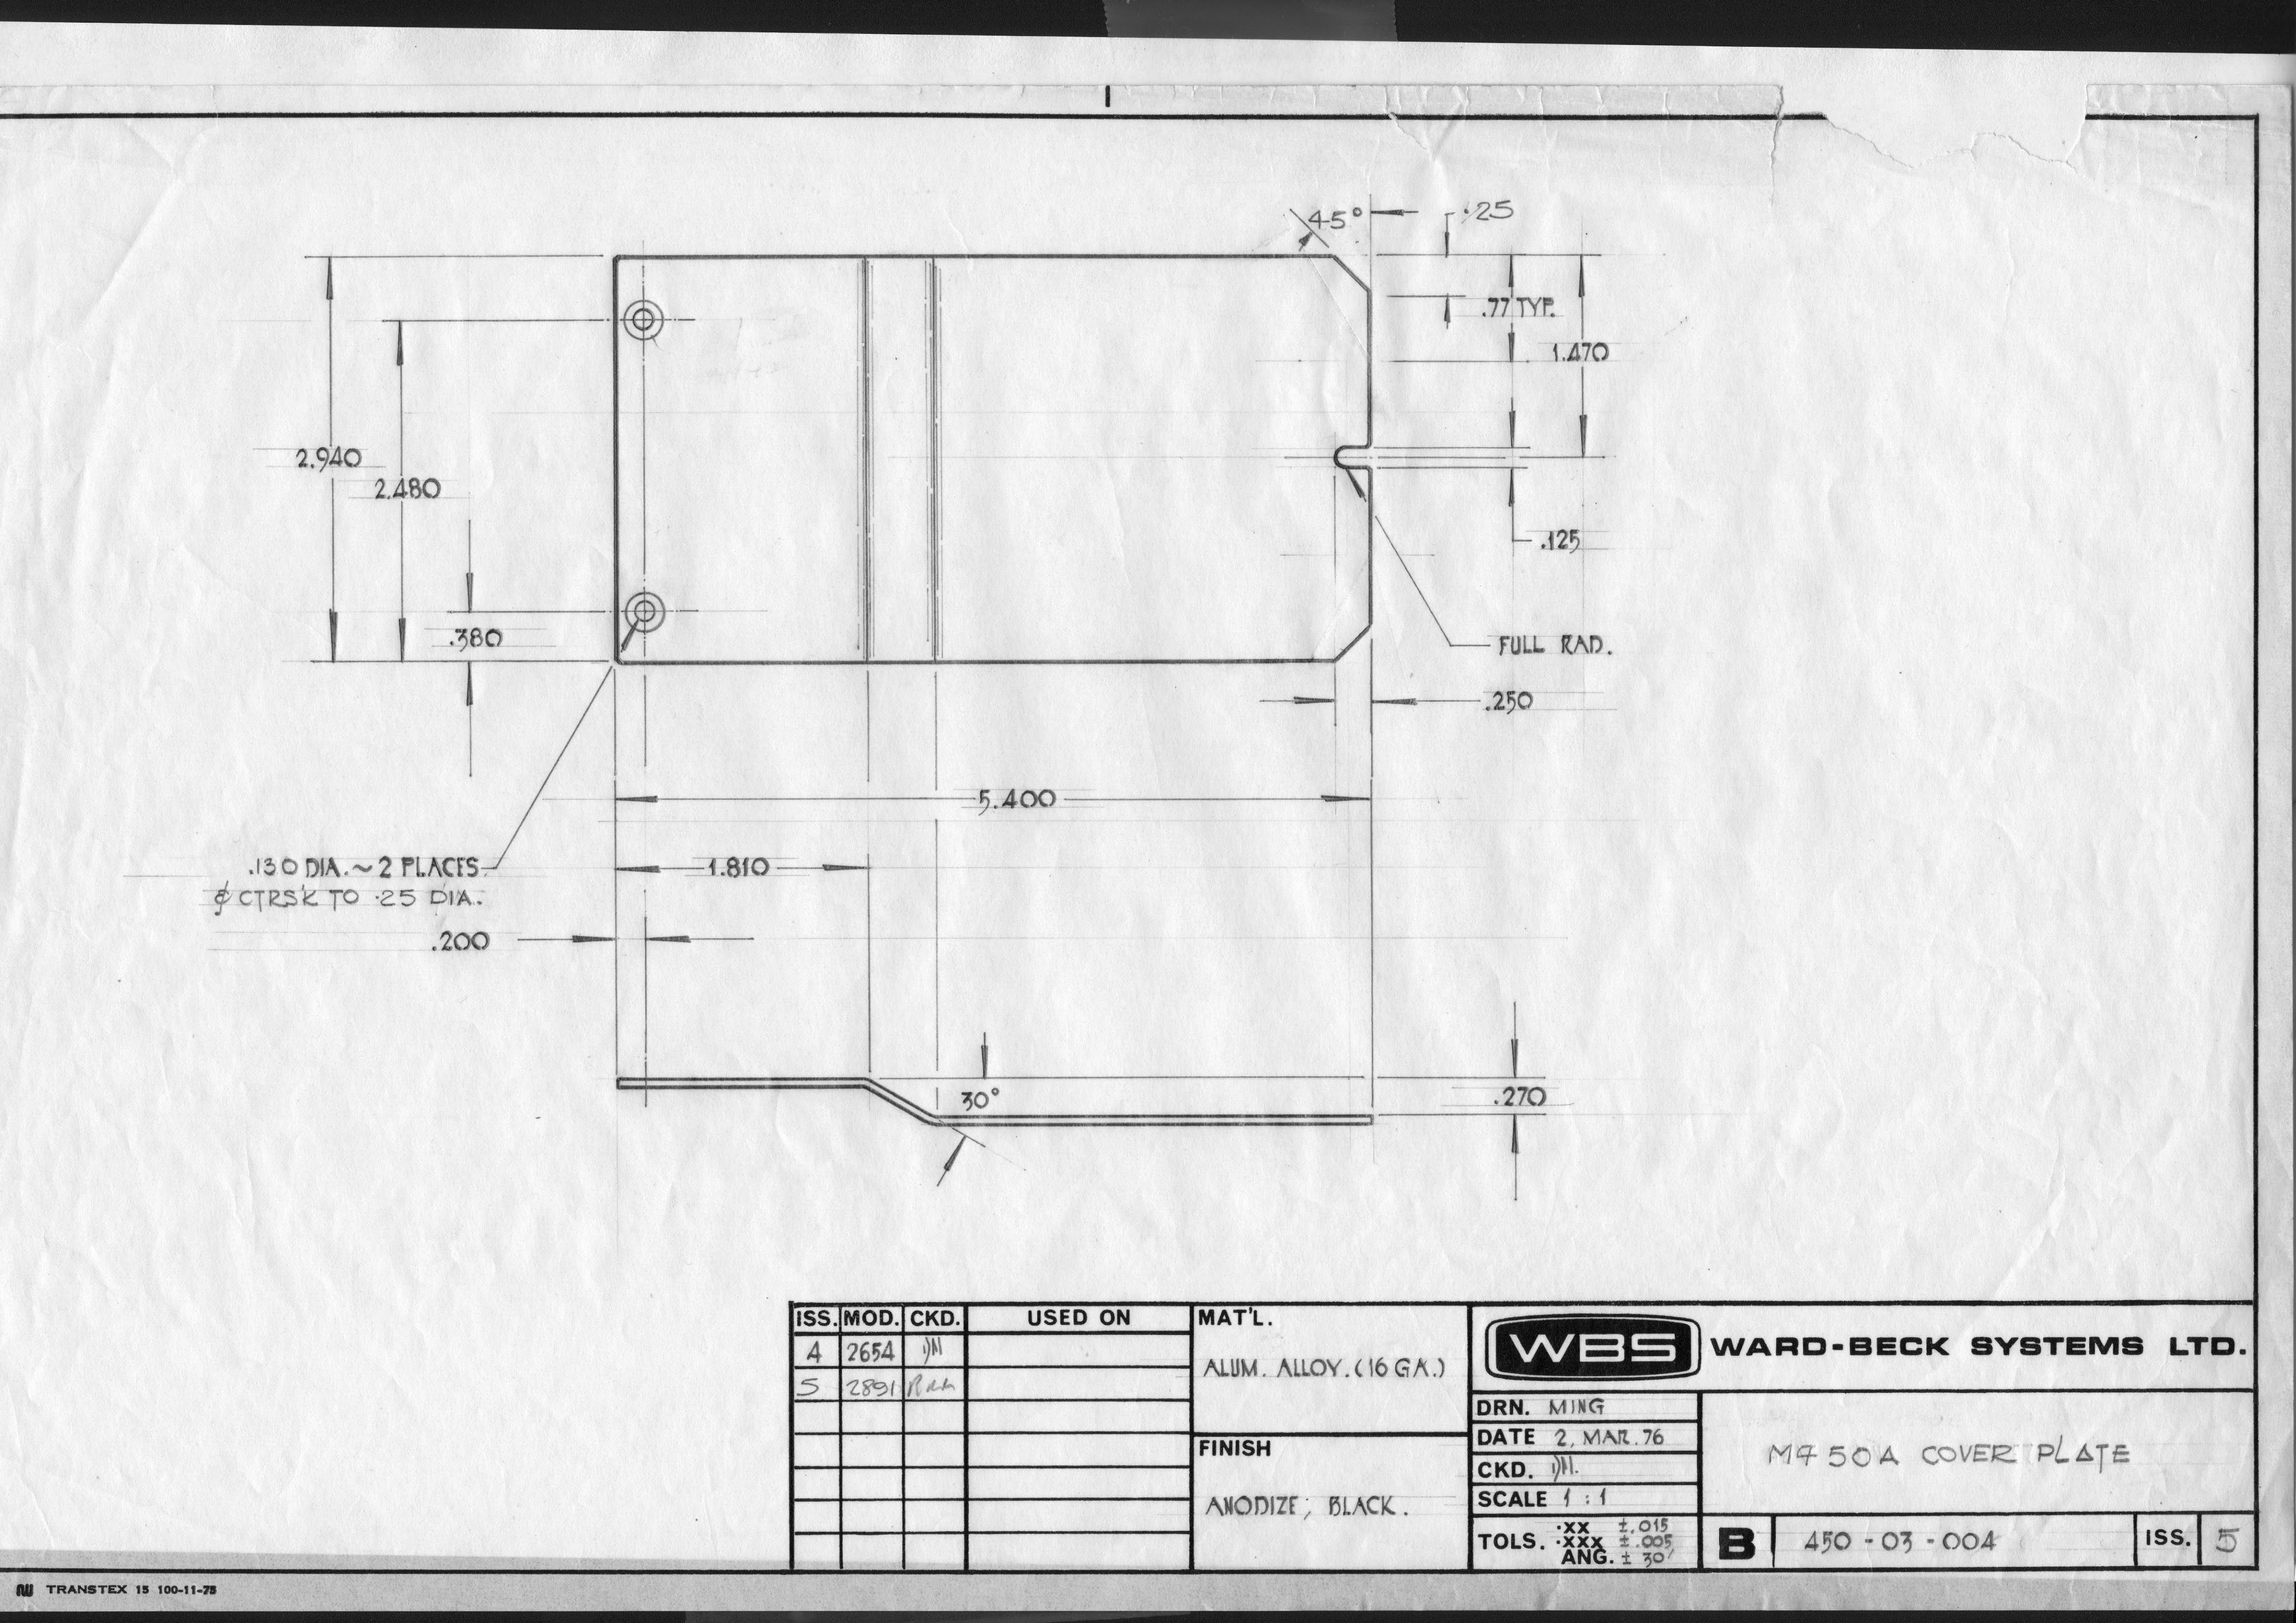 45°
.25
.77 TYP.
1.470
2.940
2.480
.380
.125
FULL RAD.
.250
5.400
1.810
.130 DIA. ~ 2 PLACES
& CTRS'K TO .25 DIA.
.200
30°
.270
ISS. MOD. CKD. USED ON
4 2654
5 2891
MAT'L.
ALUM. ALLOY. (16 GA.)
FINISH
ANODIZE, BLACK.
WBS WARD-BECK SYSTEMS LTD.
DRN. MING
DATE 2, MAR. 76
CKD.
SCALE 1 : 1
TOLS. .XX ±.015
.XXX ±.005
ANG. ± 30'
M450A COVER PLATE
B 450-03-004 ISS. 5
TRANSTEX 15 100-11-75